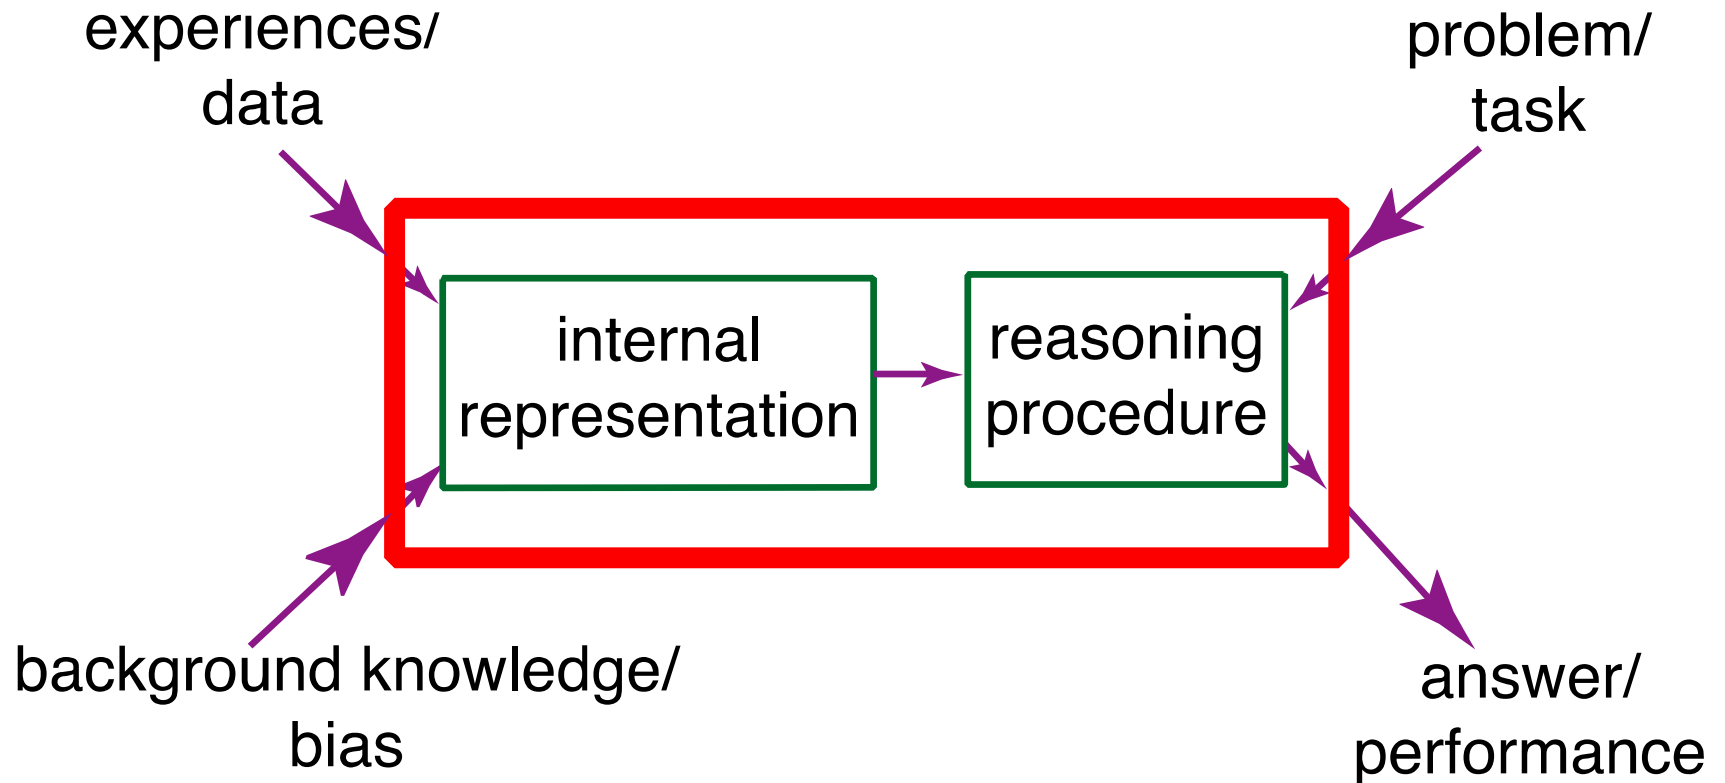 experiences/
data
problem/
task
internal
representation
reasoning
procedure
background knowledge/
bias
answer/
performance